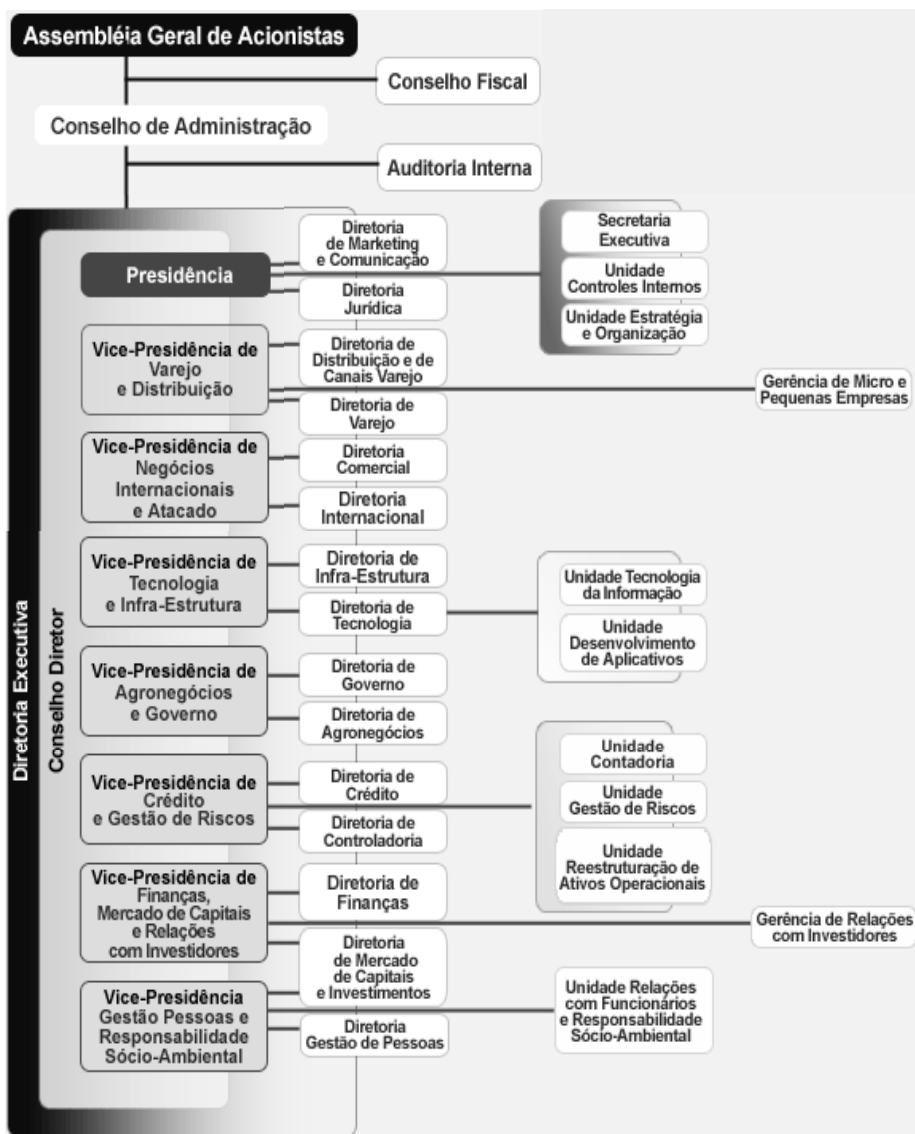 Assembléia Geral de Acionistas
Conselho Fiscal
Conselho de Administração
Auditoria Interna
Diretoria Executiva
Conselho Diretor
Presidência
Diretoria
de Marketing
e Comunicação
Diretoria
Jurídica
Secretaria
Executiva
Unidade
Controles Internos
Unidade Estratégia
e Organização
Vice-Presidência de
Varejo
e Distribuição
Diretoria de
Distribuição e de
Canais Varejo
Diretoria de
Varejo
Gerência de Micro e
Pequenas Empresas
Vice-Presidência de
Negócios
Internacionais
e Atacado
Diretoria
Comercial
Diretoria
Internacional
Vice-Presidência de
Tecnologia
e Infra-Estrutura
Diretoria de
Infra-Estrutura
Diretoria de
Tecnologia
Unidade Tecnologia
da Informação
Unidade
Desenvolvimento
de Aplicativos
Vice-Presidência de
Agronegócios
e Governo
Diretoria de
Governo
Diretoria de
Agronegócios
Vice-Presidência de
Crédito
e Gestão de Riscos
Diretoria de
Crédito
Diretoria de
Controladoria
Unidade
Contadoria
Unidade
Gestão de Riscos
Unidade
Reestruturação de
Ativos Operacionais
Vice-Presidência de
Finanças,
Mercado de Capitais
e Relações
com Investidores
Diretoria de
Finanças
Diretoria
de Mercado
de Capitais
e Investimentos
Gerência de Relações
com Investidores
Vice-Presidência
Gestão Pessoas e
Responsabilidade
Sócio-Ambiental
Diretoria
Gestão de Pessoas
Unidade Relações
com Funcionários
e Responsabilidade
Sócio-Ambiental